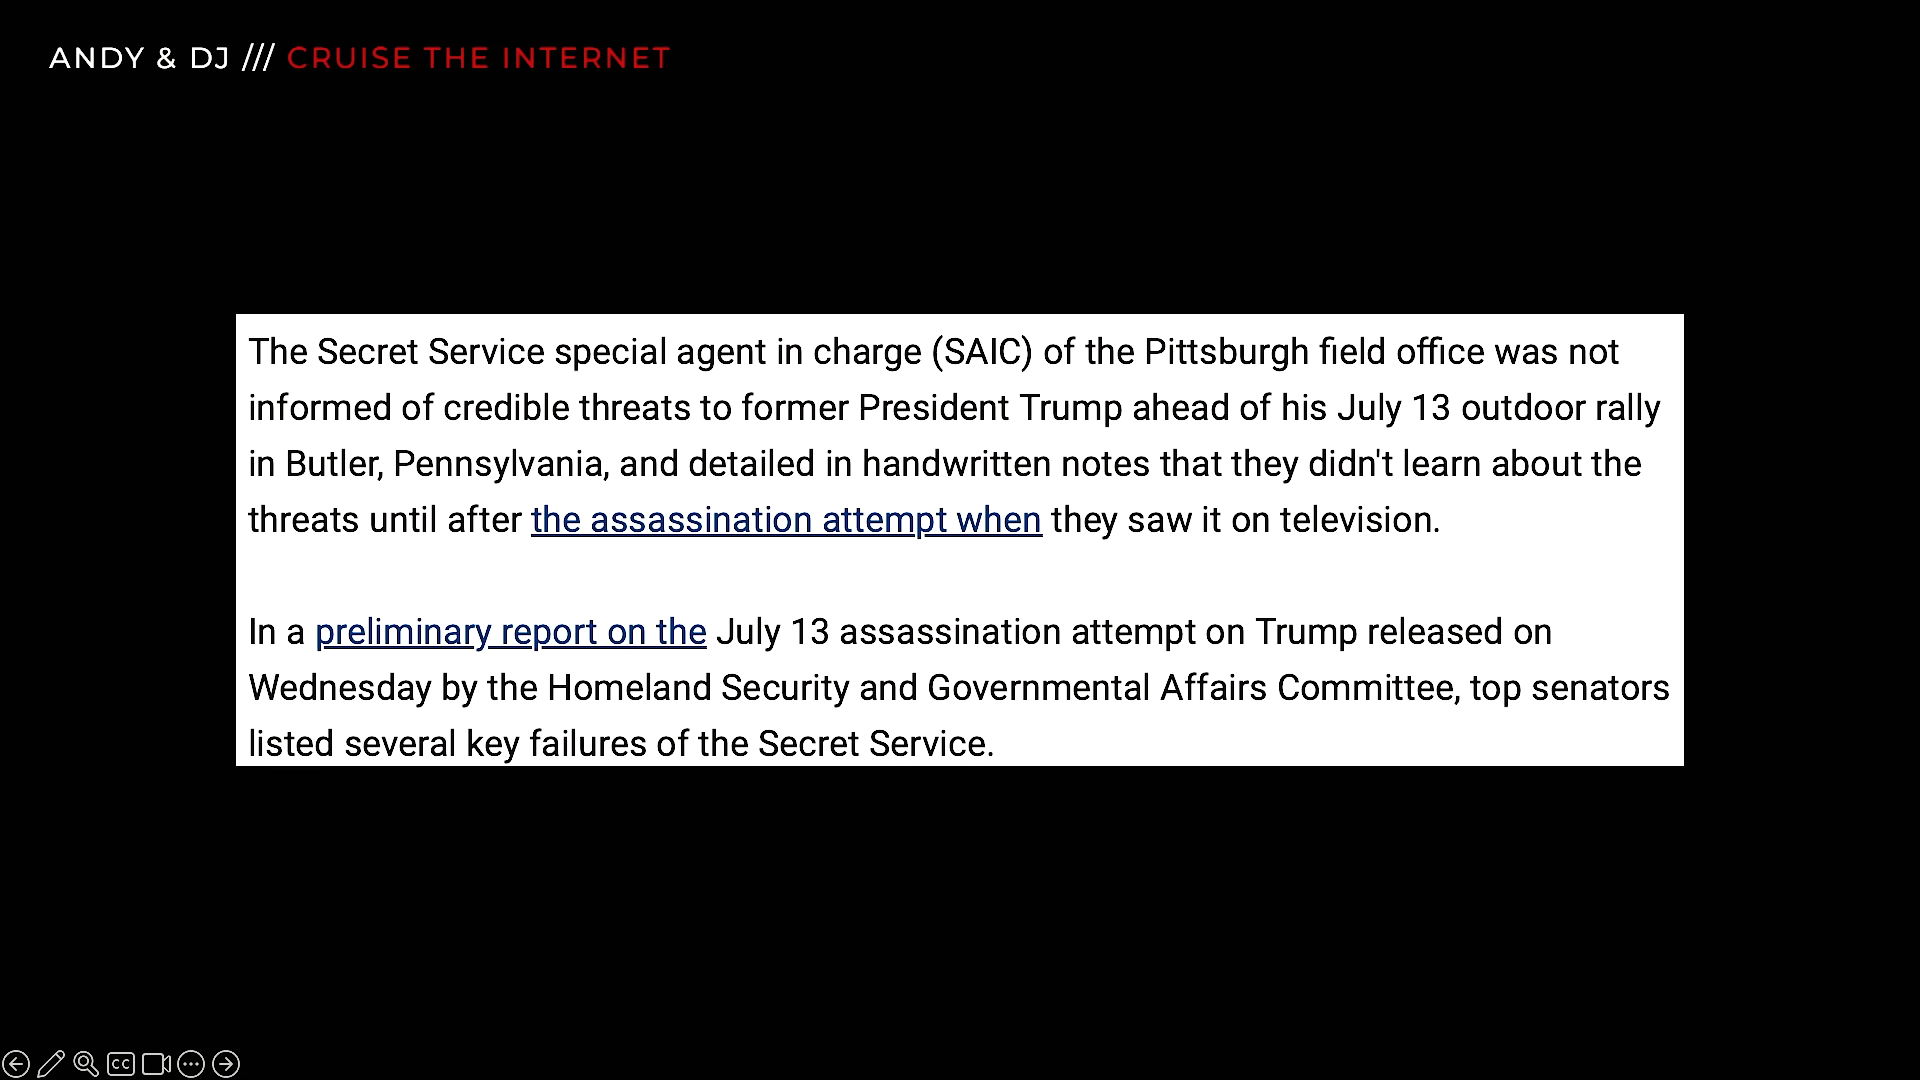 ANDY & DJ /// CRUISE THE INTERNET
The Secret Service special agent in charge (SAIC) of the Pittsburgh field office was not
informed of credible threats to former President Trump ahead of his July 13 outdoor rally
in Butler, Pennsylvania, and detailed in handwritten notes that they didn't learn about the
threats until after the assassination attempt when they saw it on television.
In a preliminary report on the July 13 assassination attempt on Trump released on
Wednesday by the Homeland Security and Governmental Affairs Committee, top senators
listed several key failures of the Secret Service.
CC